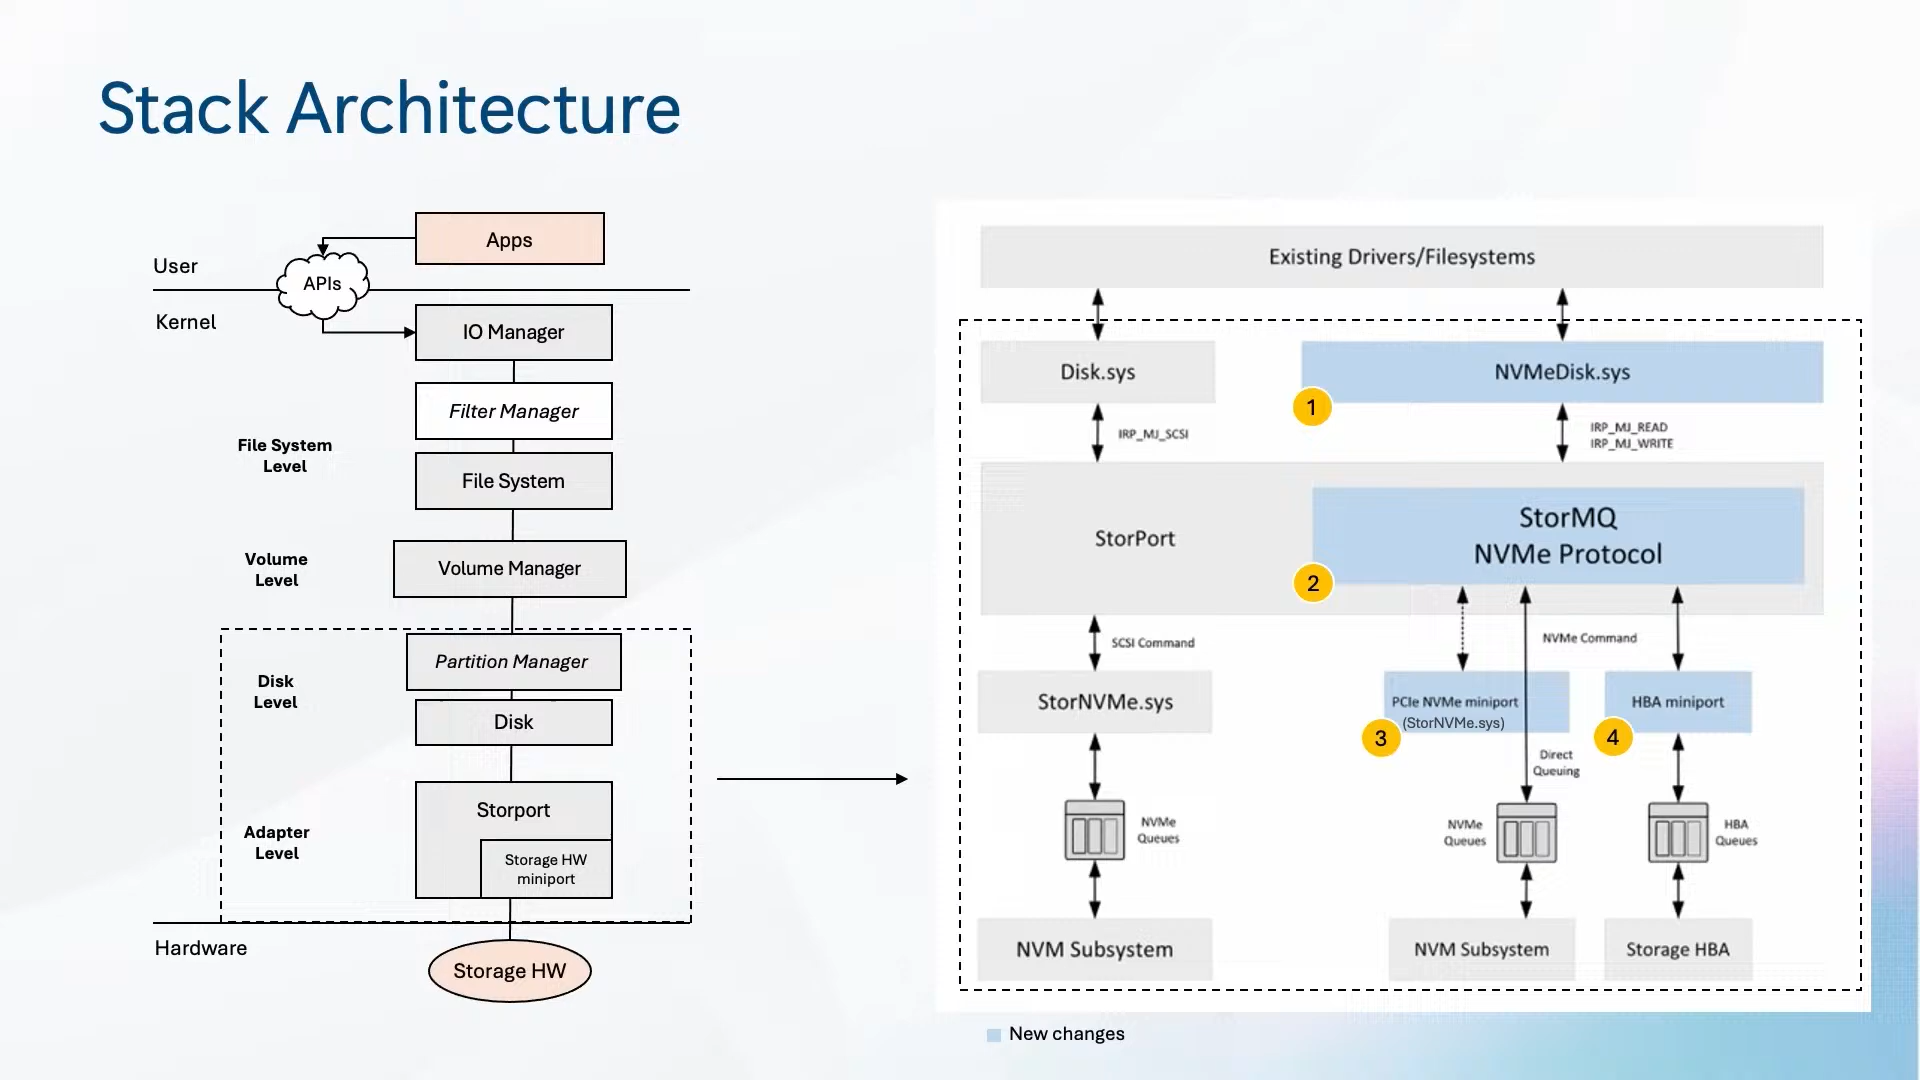 Stack Architecture
Apps
User
APIs
Kernel
IO Manager
Filter Manager
File System
Level
File System
Volume
Level
Volume Manager
Partition Manager
Disk
Level
Disk
Storport
Adapter
Level
Storage HW
miniport
Hardware
Storage HW
Existing Drivers/Filesystems
Disk.sys
NVMeDisk.sys
1
IRP_MJ_SCSI
IRP_MJ_READ
IRP_MJ_WRITE
StorPort
StorMQ
NVMe Protocol
2
SCSI Command
NVMe Command
StorNVMe.sys
PCIe NVMe miniport
(StorNVMe.sys)
HBA miniport
3
4
Direct
Queuing
NVMe
Queues
NVMe
Queues
HBA
Queues
NVM Subsystem
NVM Subsystem
Storage HBA
New changes